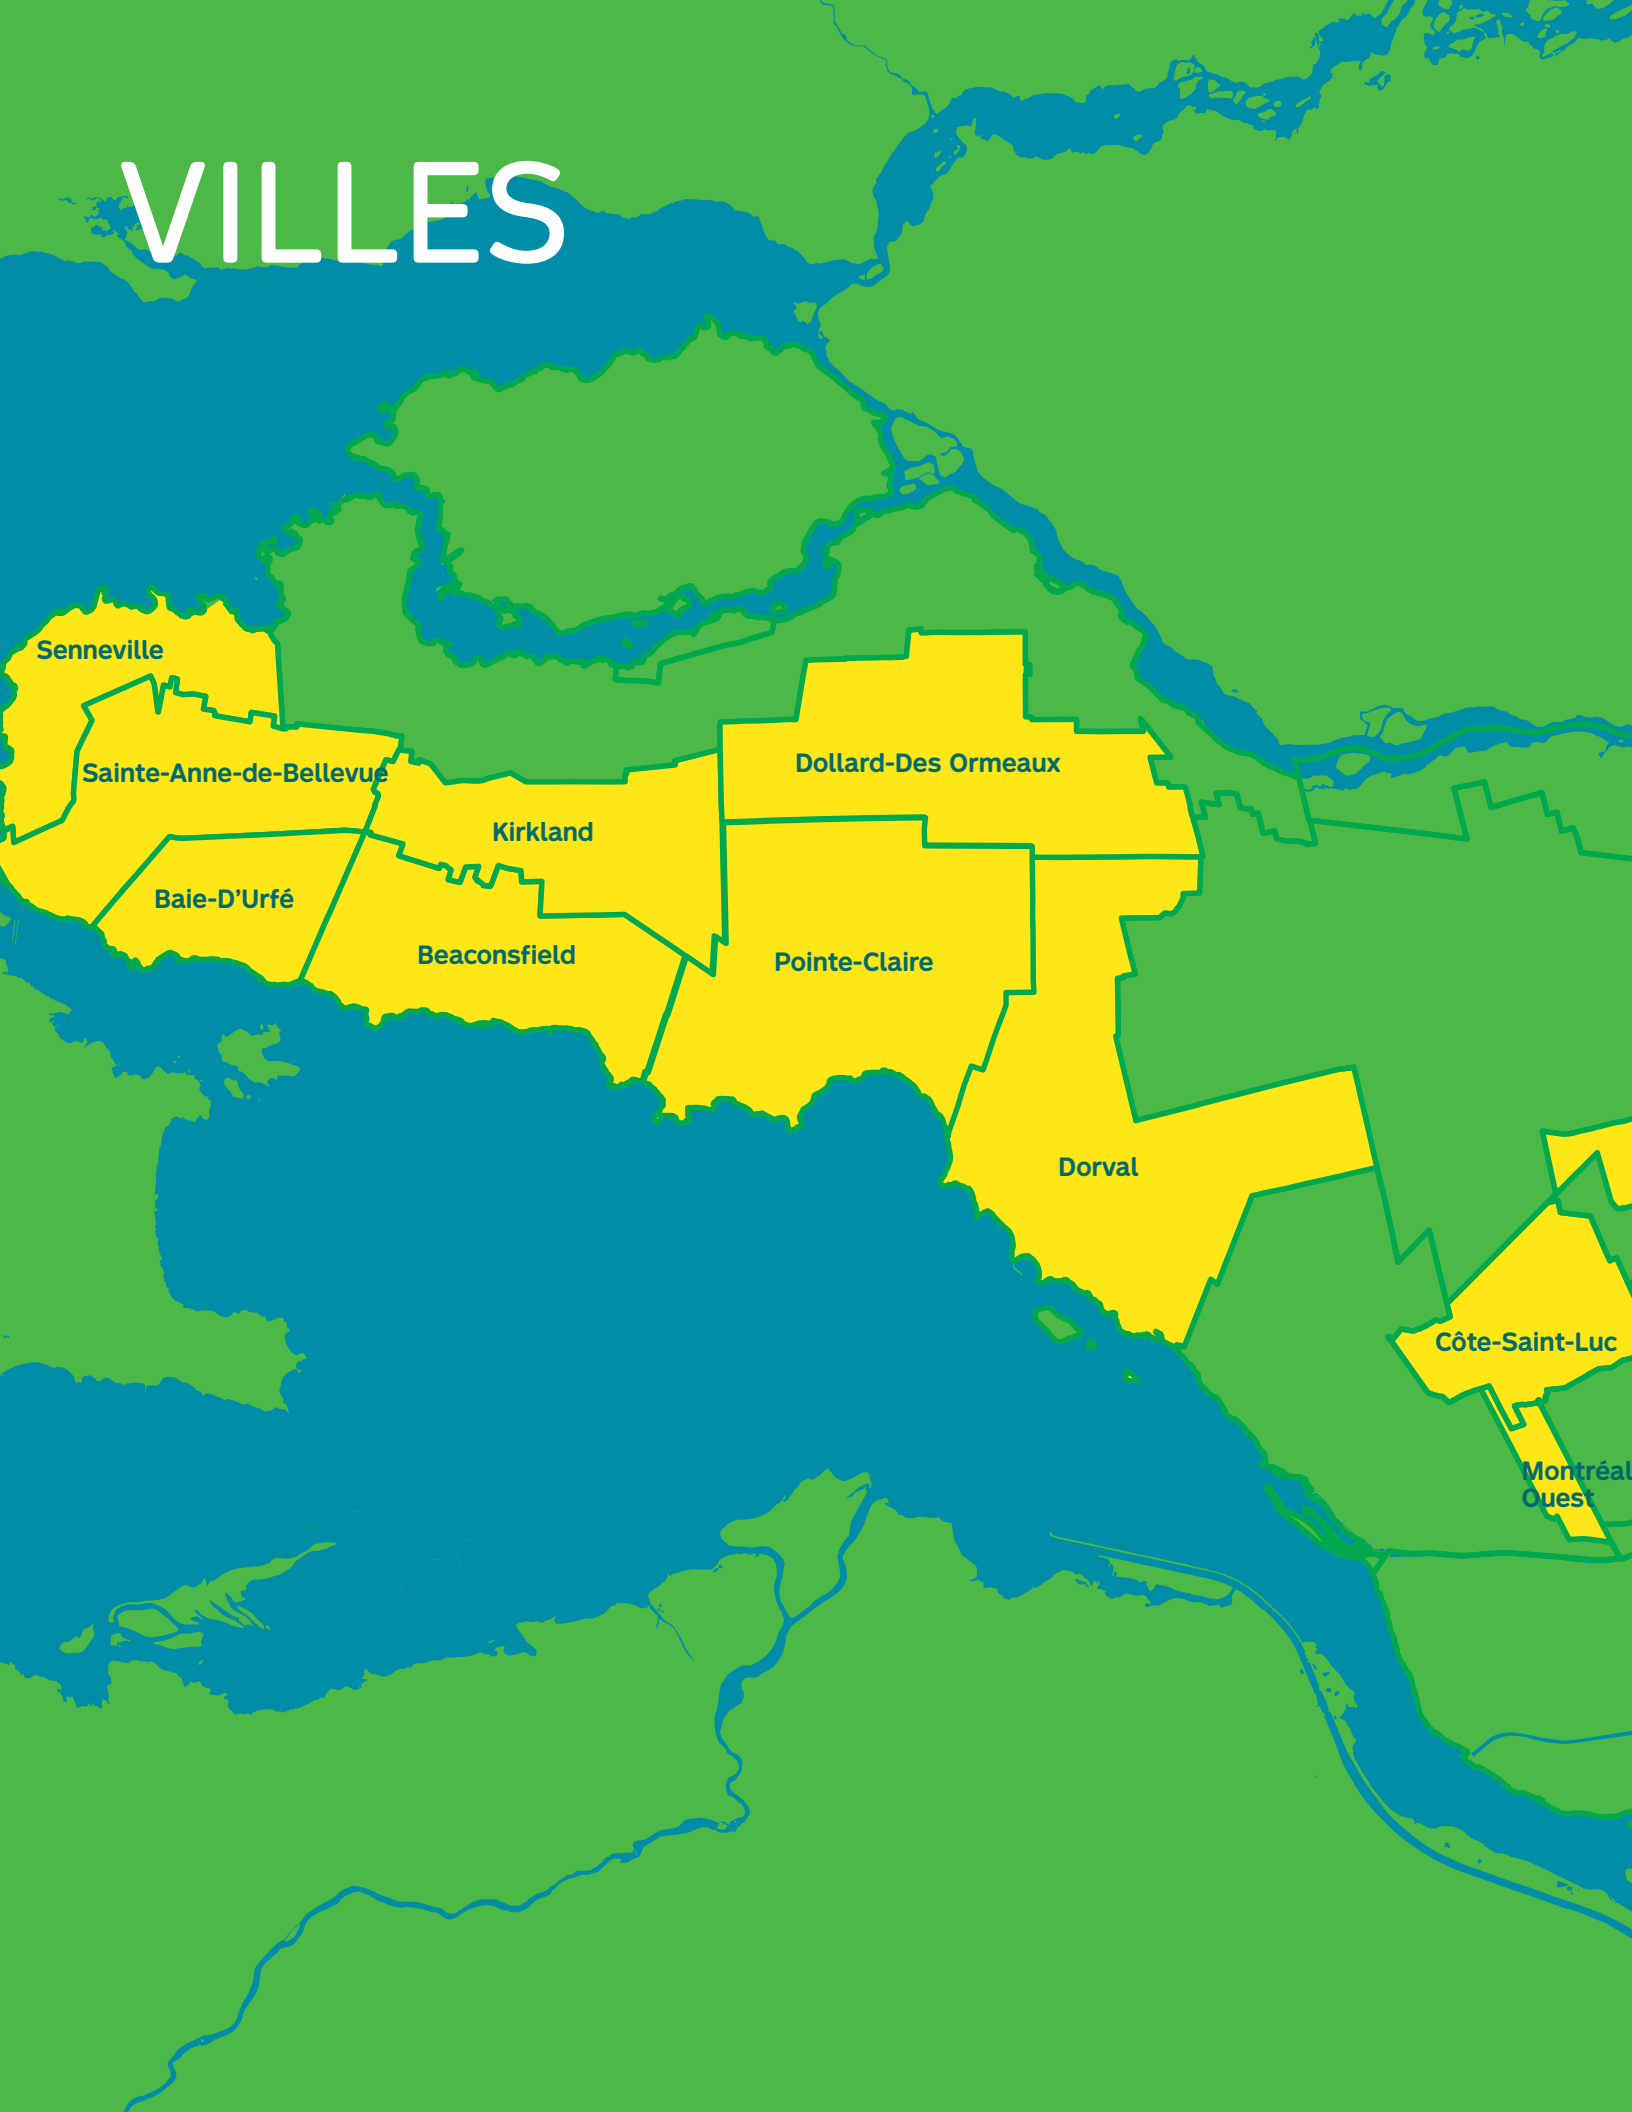 VILLES
Senneville
Sainte-Anne-de-Bellevue
Dollard-Des Ormeaux
Kirkland
Baie-D’Urfé
Beaconsfield
Pointe-Claire
Dorval
Côte-Saint-Luc
Montréal
Ouest